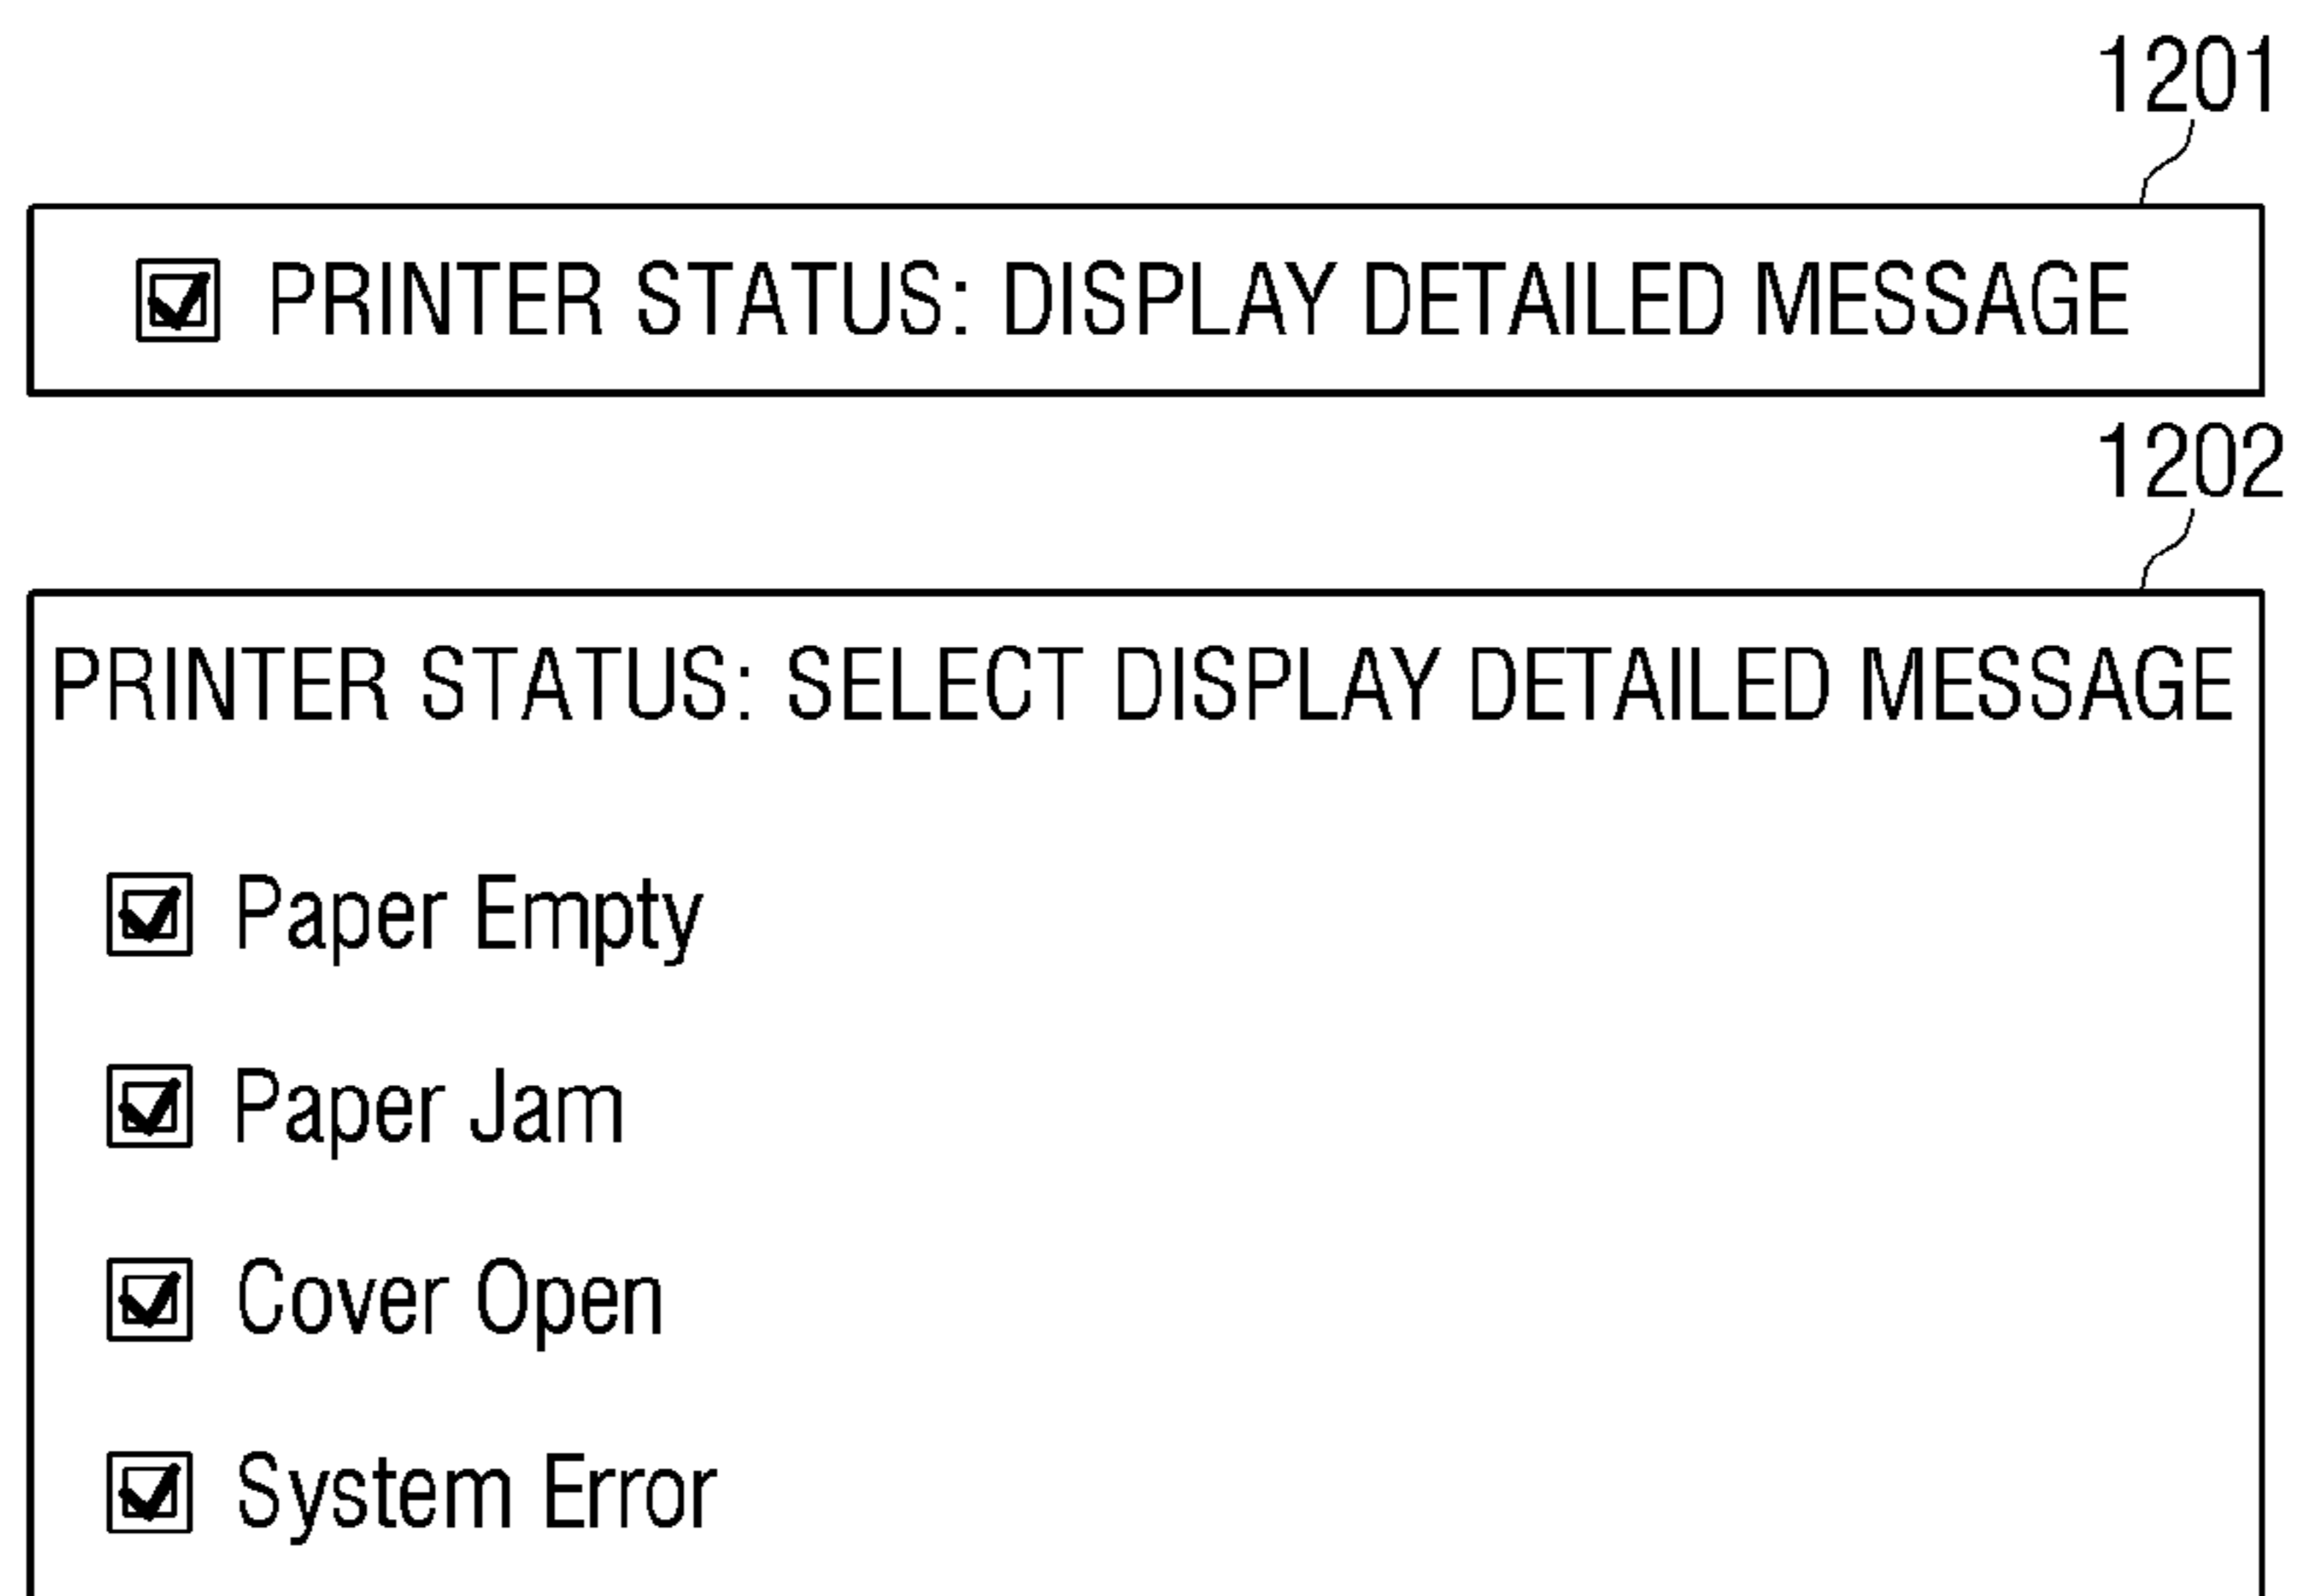 1201
PRINTER STATUS: DISPLAY DETAILED MESSAGE
1202
PRINTER STATUS: SELECT DISPLAY DETAILED MESSAGE
Paper Empty
Paper Jam
Cover Open
System Error